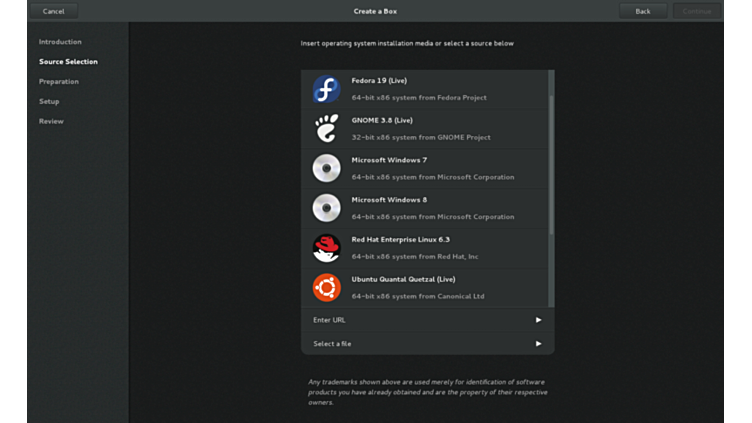 Cancel
Create a Box
Back
Continue
Introduction
Source Selection
Preparation
Setup
Review
Insert operating system installation media or select a source below
Fedora 19 (Live)
64-bit x86 system from Fedora Project
GNOME 3.8 (Live)
32-bit x86 system from GNOME Project
Microsoft Windows 7
64-bit x86 system from Microsoft Corporation
Microsoft Windows 8
64-bit x86 system from Microsoft Corporation
Red Hat Enterprise Linux 6.3
64-bit x86 system from Red Hat, Inc
Ubuntu Quantal Quetzal (Live)
64-bit x86 system from Canonical Ltd
Enter URL
Select a file
Any trademarks shown above are used merely for identification of software
products you have already obtained and are the property of their respective
owners.